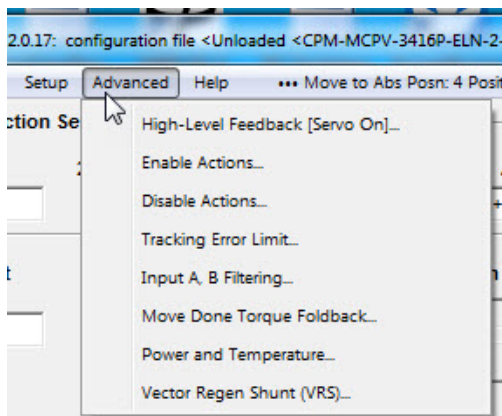 2.0.17: configuration file <Unloaded <CPM-MCPV-3416P-ELN-2-
Setup Advanced Help ••• Move to Abs Posn: 4 Posit
ction Se
High-Level Feedback [Servo On]...
Enable Actions...
Disable Actions...
Tracking Error Limit...
Input A, B Filtering...
Move Done Torque Foldback...
Power and Temperature...
Vector Regen Shunt (VRS)...